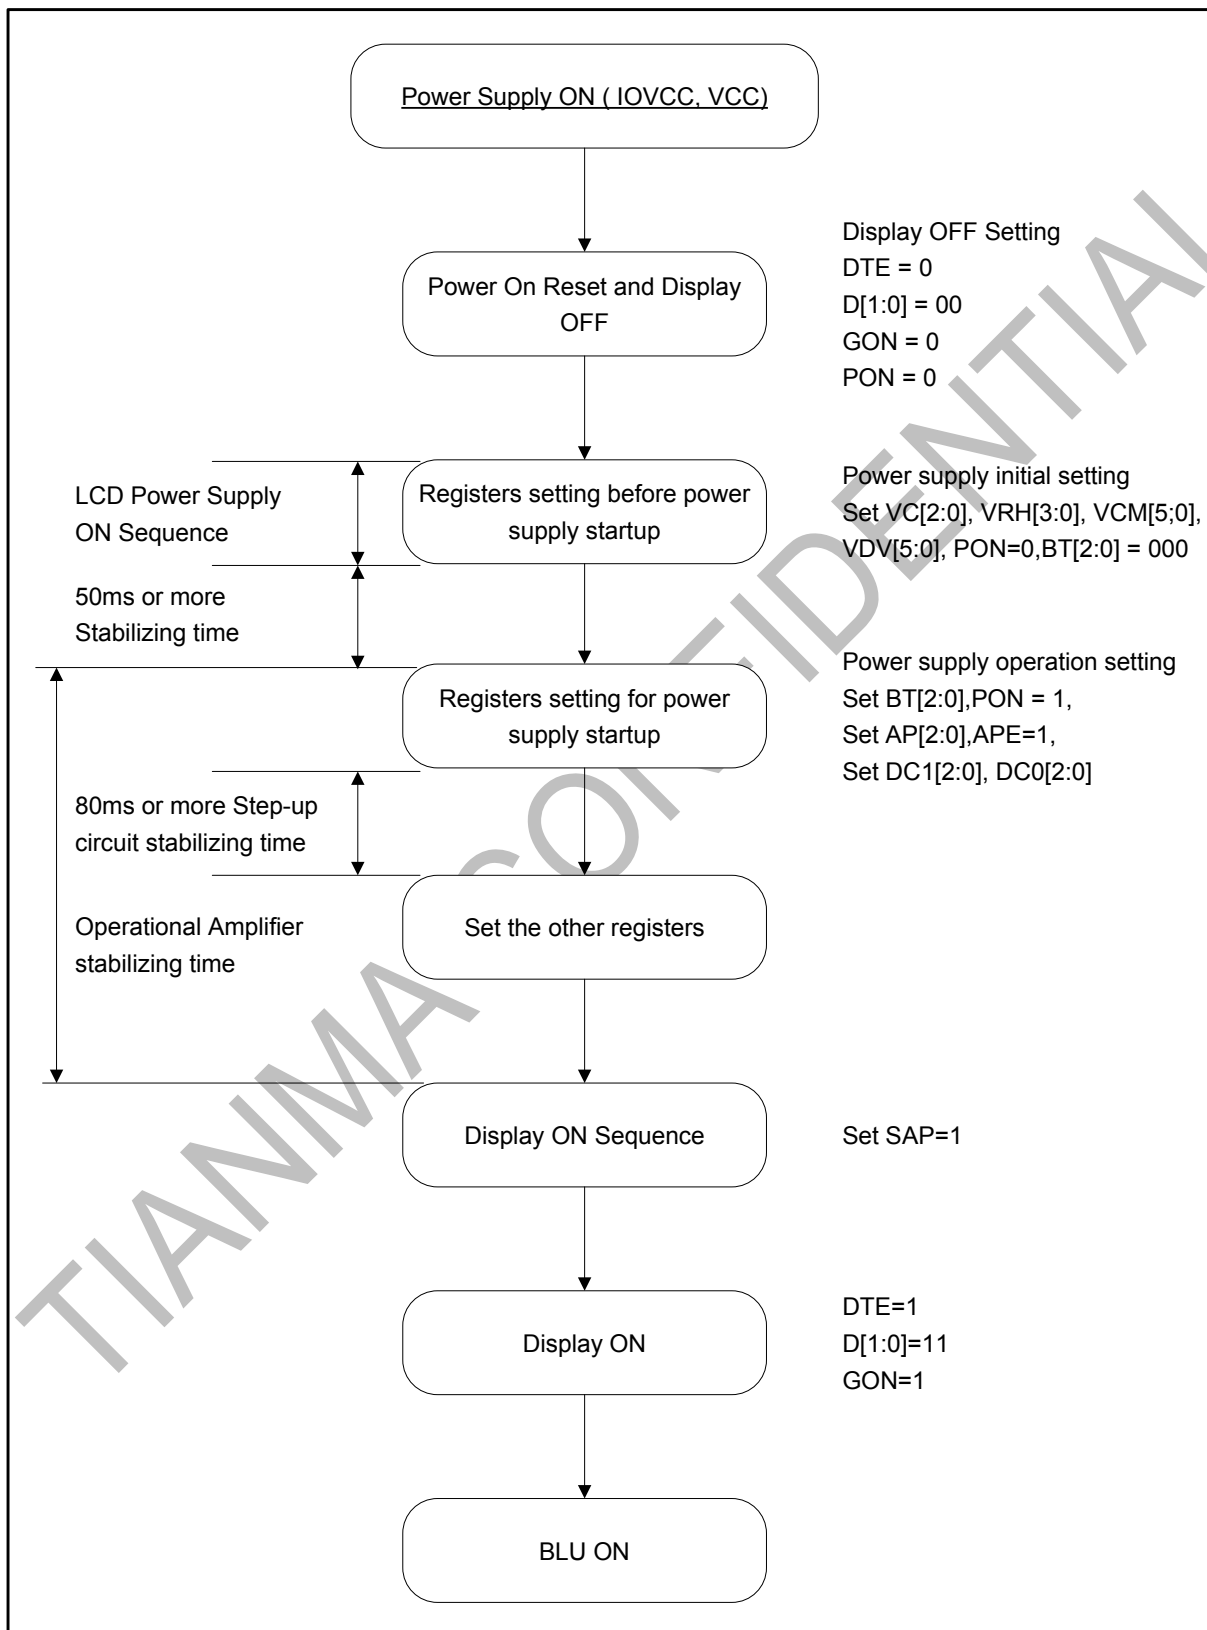 Power Supply ON ( IOVCC, VCC)
Power On Reset and Display
OFF
Display OFF Setting
DTE = 0
D[1:0] = 00
GON = 0
PON = 0
LCD Power Supply
ON Sequence
Registers setting before power
supply startup
Power supply initial setting
Set VC[2:0], VRH[3:0], VCM[5;0],
VDV[5:0], PON=0,BT[2:0] = 000
50ms or more
Stabilizing time
Registers setting for power
supply startup
Power supply operation setting
Set BT[2:0],PON = 1,
Set AP[2:0],APE=1,
Set DC1[2:0], DC0[2:0]
80ms or more Step-up
circuit stabilizing time
Operational Amplifier
stabilizing time
Set the other registers
Display ON Sequence
Set SAP=1
Display ON
DTE=1
D[1:0]=11
GON=1
BLU ON
TIANMA CONFIDENTIAL